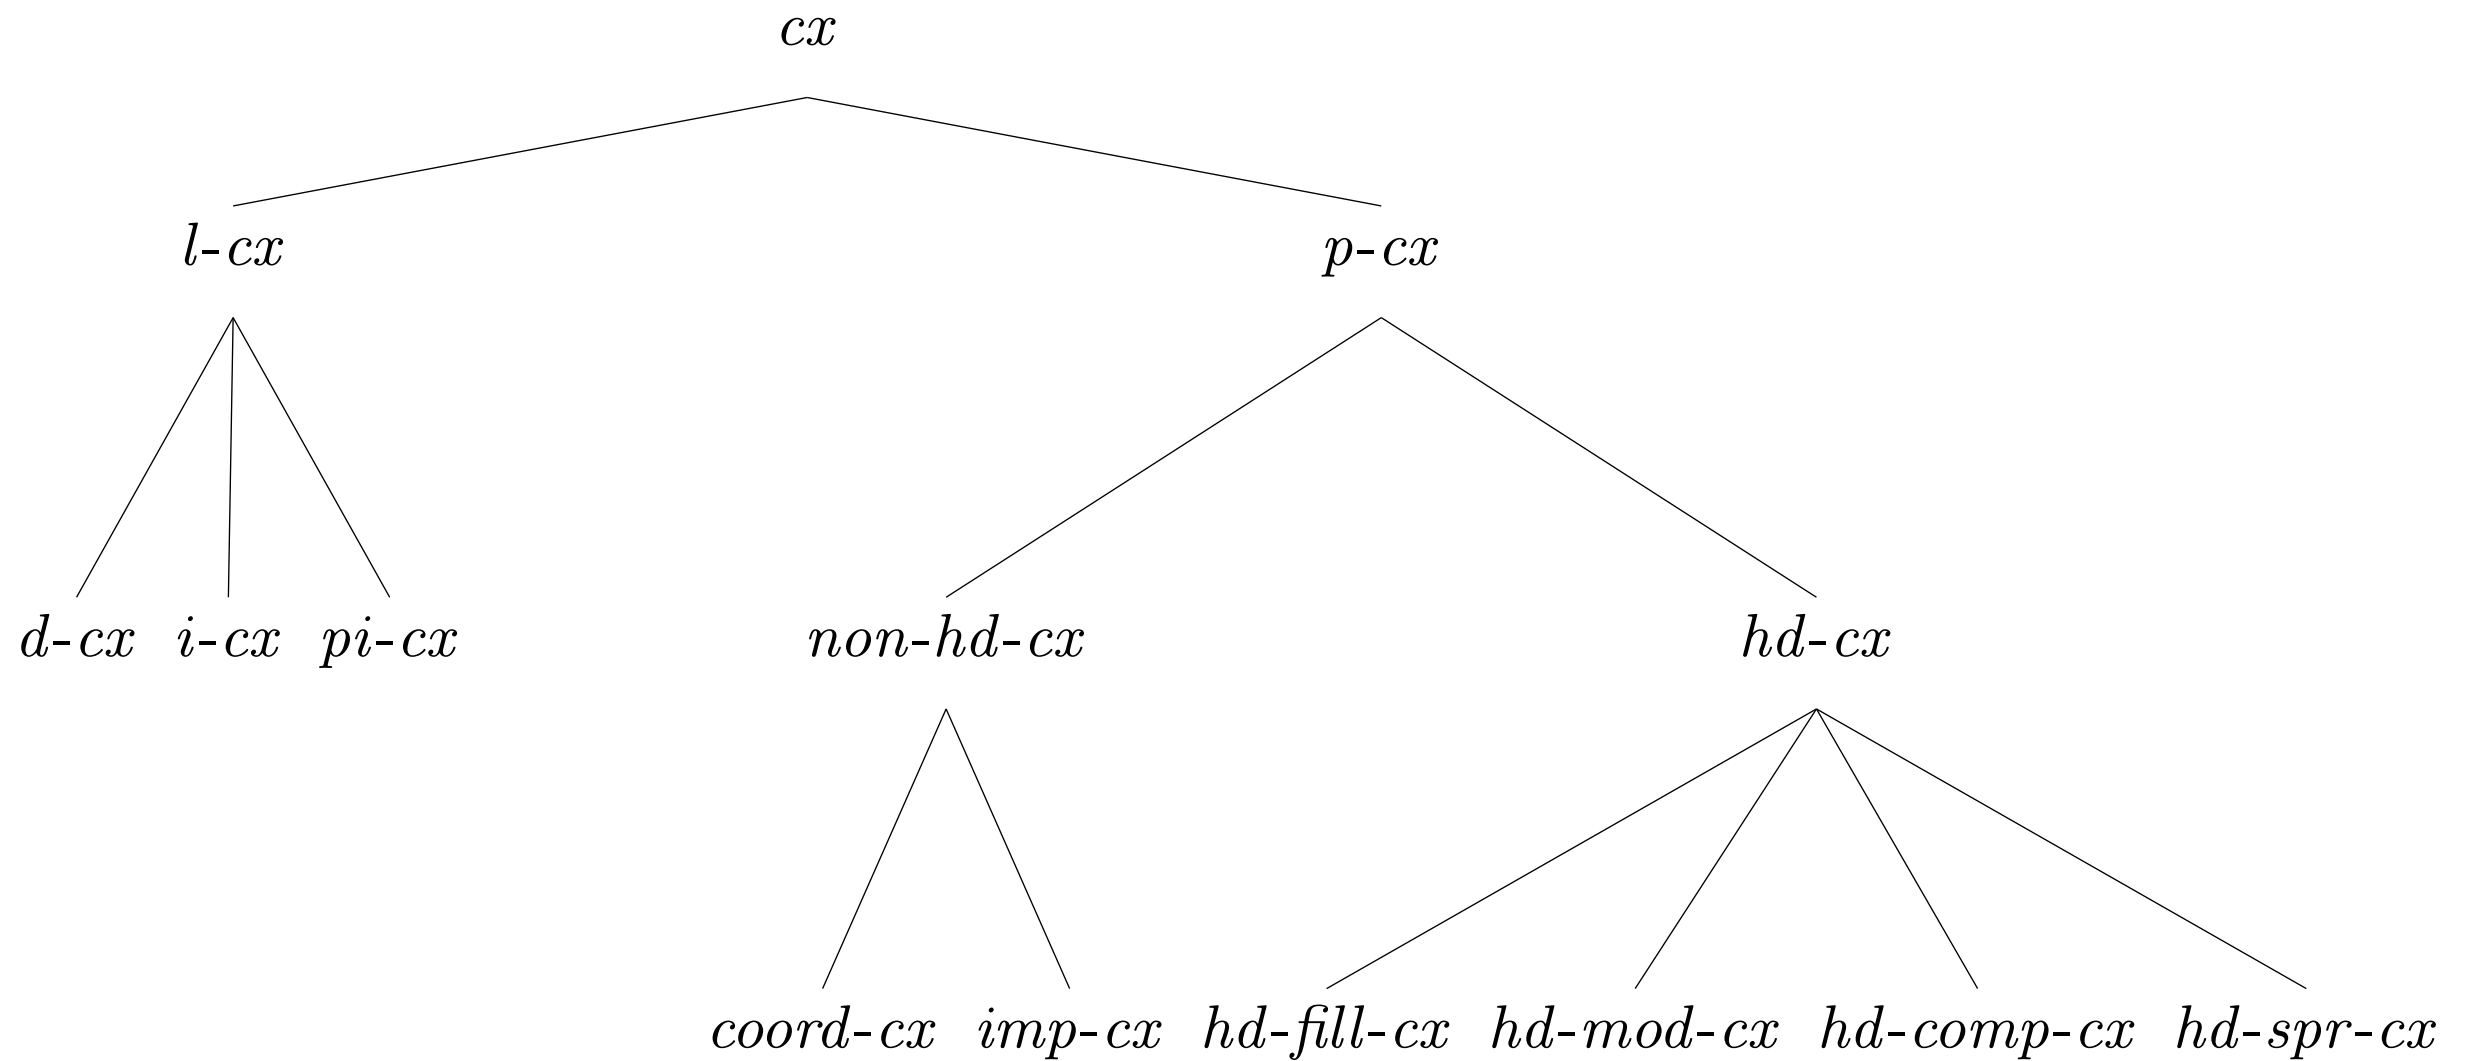 cx
l-cx p-cx
d-cx i-cx pi-cx non-hd-cx hd-cx
coord-cx imp-cx hd-fill-cx hd-mod-cx hd-comp-cx hd-spr-cx